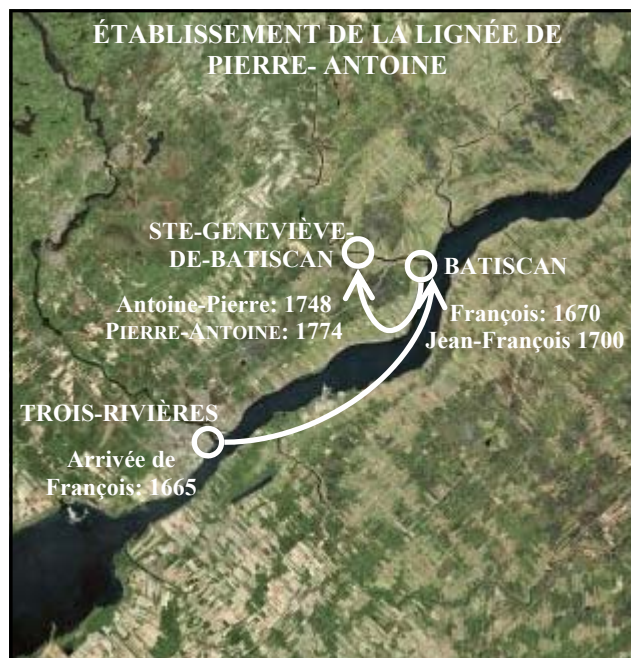 ÉTABLISSEMENT DE LA LIGNÉE DE
PIERRE- ANTOINE
STE-GENEVIÈVE-
DE-BATISCAN
BATISCAN
Antoine-Pierre: 1748
PIERRE-ANTOINE: 1774
François: 1670
Jean-François 1700
TROIS-RIVIÈRES
Arrivée de
François: 1665